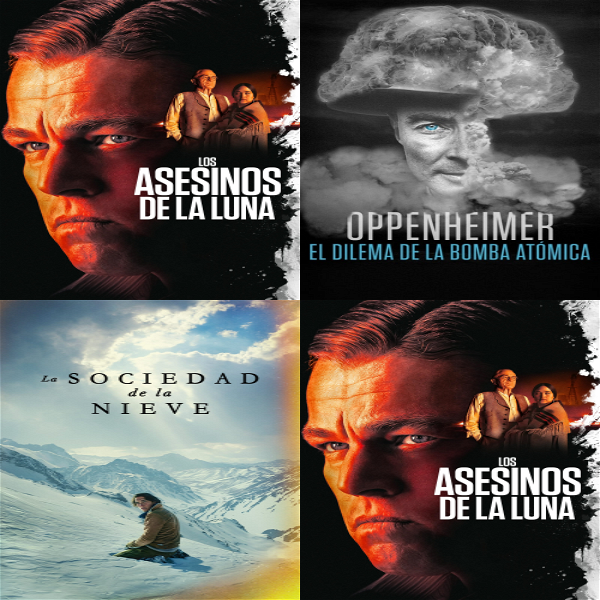 LOS
ASESINOS
DE LA LUNA
OPPENHEIMER
EL DILEMA DE LA BOMBA ATÓMICA
La SOCIEDAD
de la
NIEVE
LOS
ASESINOS
DE LA LUNA